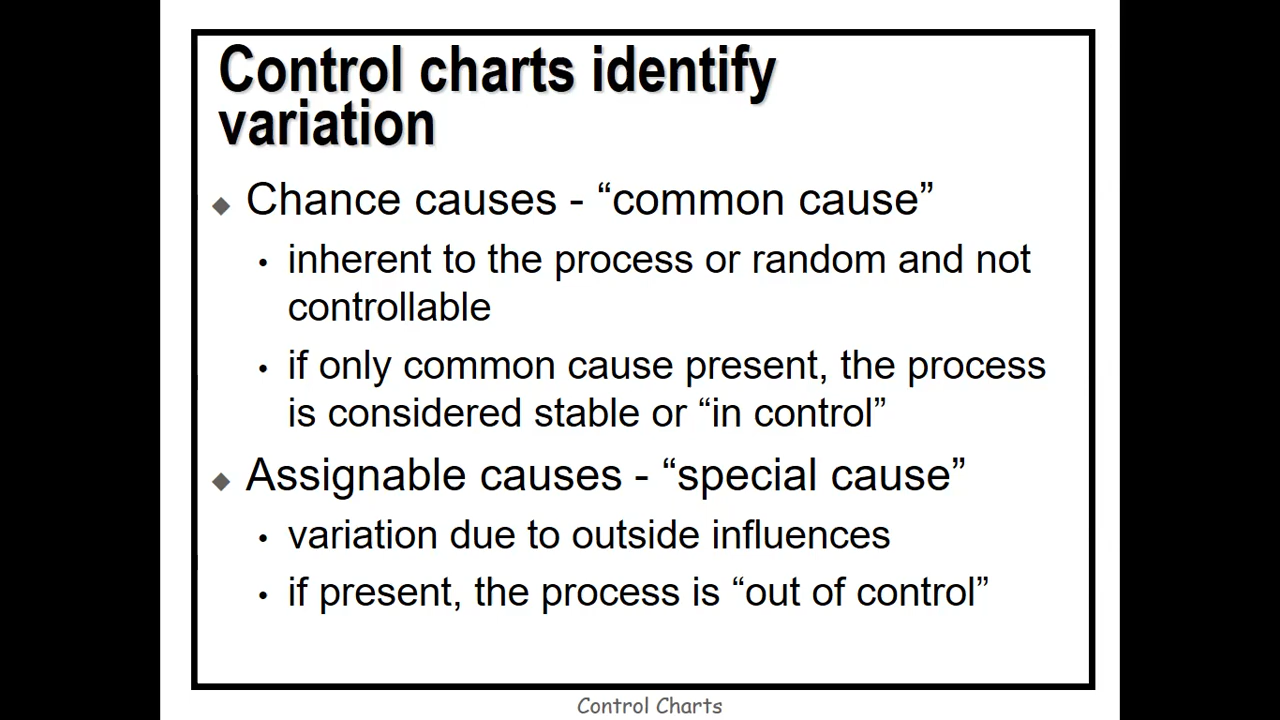 Control charts identify
variation
◆ Chance causes - “common cause”
• inherent to the process or random and not
controllable
• if only common cause present, the process
is considered stable or “in control”
◆ Assignable causes - “special cause”
• variation due to outside influences
• if present, the process is “out of control”
Control Charts